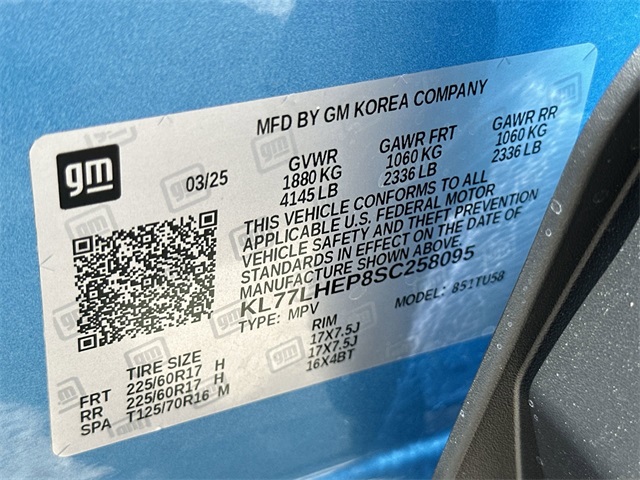 MFD BY GM KOREA COMPANY
gm
03/25
GVWR
1880 KG
4145 LB
GAWR FRT
1060 KG
2336 LB
GAWR RR
1060 KG
2336 LB
THIS VEHICLE CONFORMS TO ALL
APPLICABLE U.S. FEDERAL MOTOR
VEHICLE SAFETY AND THEFT PREVENTION
STANDARDS IN EFFECT ON THE DATE OF
MANUFACTURE SHOWN ABOVE.
KL77LHEP8SC258095
TYPE: MPV
MODEL: 851TU58
TIRE SIZE RIM
FRT 225/60R17 H 17X7.5J
RR 225/60R17 H 17X7.5J
SPA T125/70R16 M 16X4BT